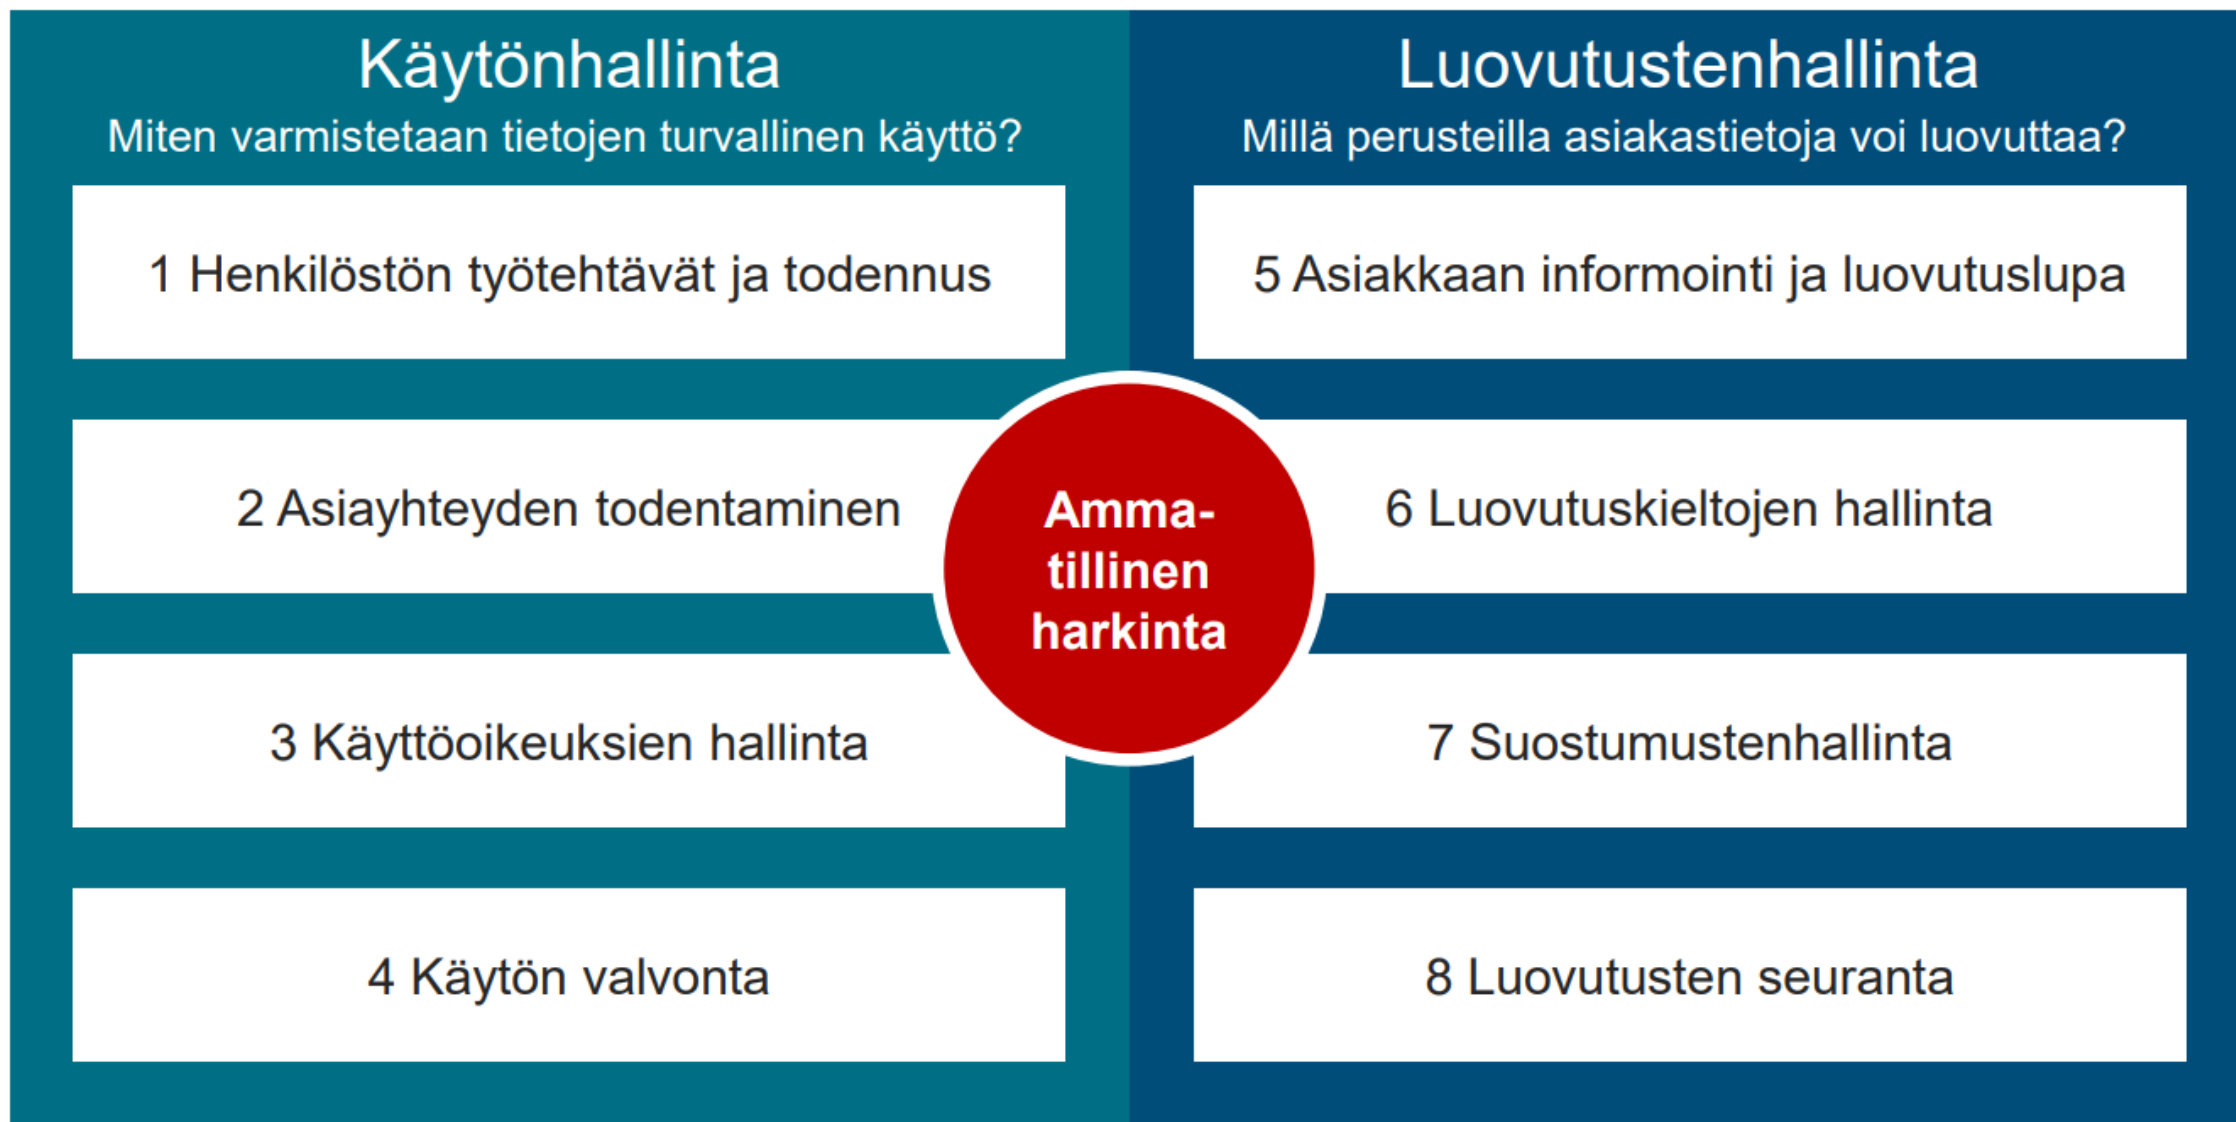 Käytönhallinta
Miten varmistetaan tietojen turvallinen käyttö?
1 Henkilöstön työtehtävät ja todennus
2 Asiayhteyden todentaminen
3 Käyttöoikeuksien hallinta
4 Käytön valvonta
Amma-
tillinen
harkinta
Luovutustenhallinta
Millä perusteilla asiakastietoja voi luovuttaa?
5 Asiakkaan informointi ja luovutuslupa
6 Luovutuskieltojen hallinta
7 Suostumustenhallinta
8 Luovutusten seuranta